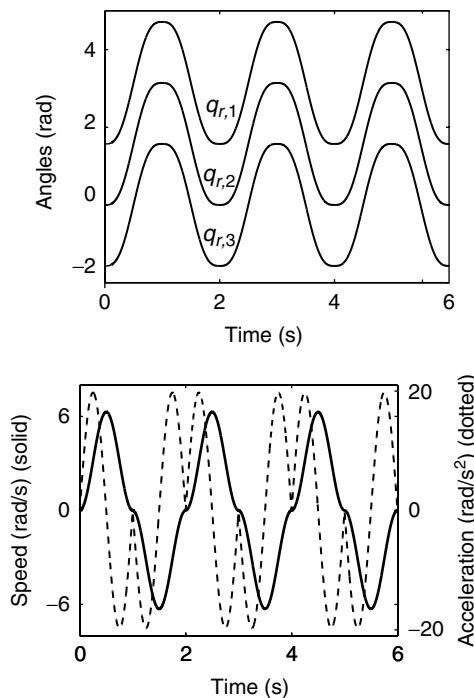 4
2
0
−2
Angles (rad)
q_{r,1}
q_{r,2}
q_{r,3}
0 2 4 6
Time (s)
6
0
−6
Speed (rad/s) (solid)
20
0
−20
Acceleration (rad/s²) (dotted)
0 2 4 6
Time (s)